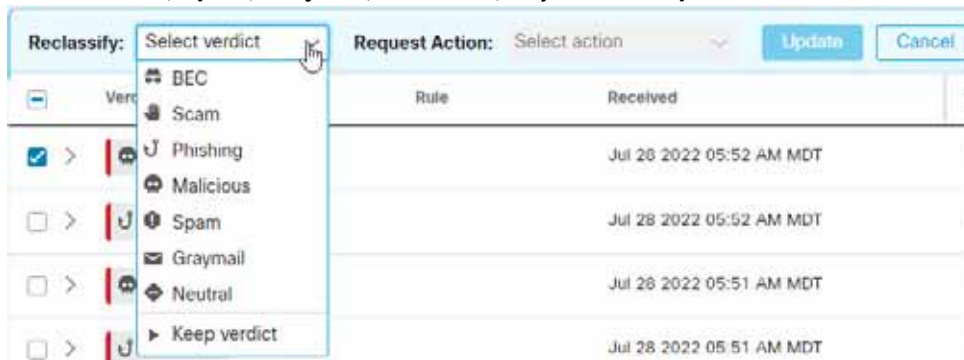 Reclassify: Select verdict Request Action: Select action Update Cancel
Verd Rule Received
BEC
Scam
Phishing
Malicious
Spam
Graymail
Neutral
Keep verdict
Jul 28 2022 05:52 AM MDT
Jul 28 2022 05:52 AM MDT
Jul 28 2022 05:51 AM MDT
Jul 28 2022 05:51 AM MDT